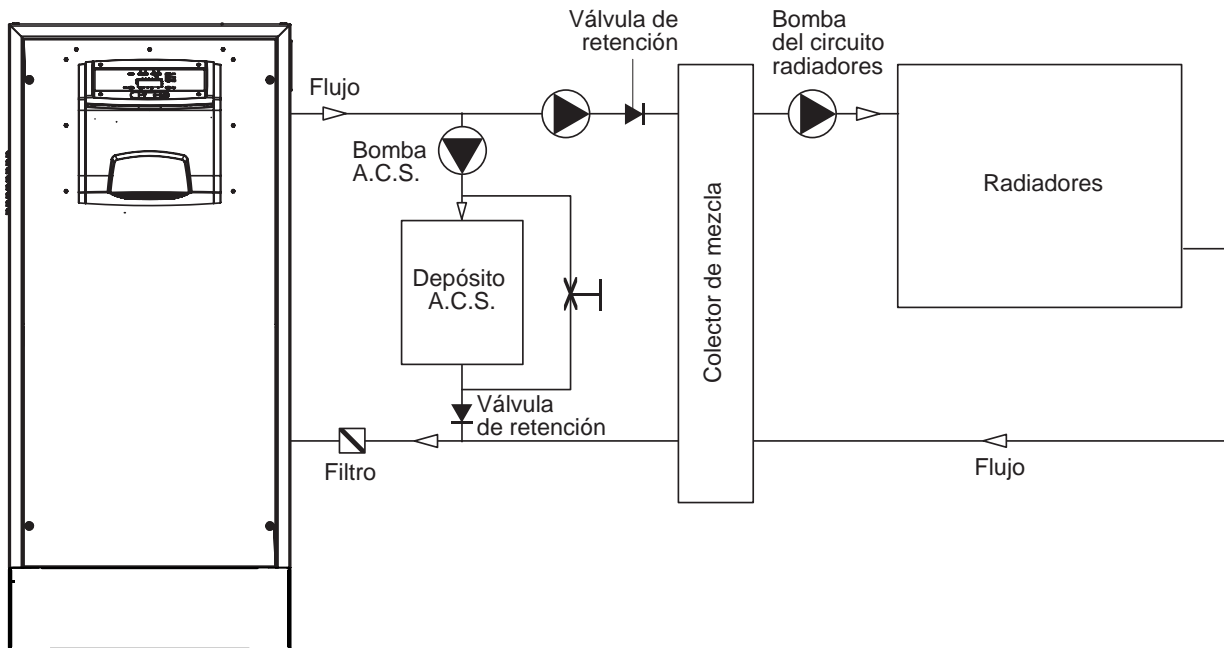 Válvula de
retención
Bomba
del circuito
radiadores
Flujo
Bomba
A.C.S.
Radiadores
Colector de mezcla
Depósito
A.C.S.
Válvula
de retención
Filtro
Flujo